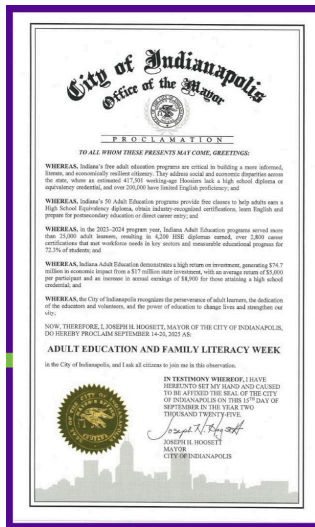 City of Indianapolis
Office of the Mayor
PROCLAMATION
TO ALL WHOM THESE PRESENTS MAY COME, GREETINGS:
WHEREAS, Indiana's free adult education programs are critical in building a more informed,
literate, and economically resilient citizenry. They address social and economic disparities across
the state, where an estimated 417,501 working-age Hoosiers lack a high school diploma or
equivalency credential, and over 200,000 have limited English proficiency; and
WHEREAS, Indiana's 50 Adult Education programs provide free classes to help adults earn a
High School Equivalency diploma, obtain industry-recognized certifications, learn English and
prepare for postsecondary education or direct career entry; and
WHEREAS, in the 2023-2024 program year, Indiana Adult Education programs served more
than 25,000 adult learners, resulting in 4,200 HSE diplomas earned, over 2,800 career
certifications that met workforce needs in key sectors and measurable educational progress for
72.3% of students; and
WHEREAS, Indiana Adult Education demonstrates a high return on investment, generating $74.7
million in economic impact from a $17 million state investment, with an average return of $5,000
per participant and an increase in annual earnings of $8,900 for those attaining a high school
credential; and
WHEREAS, the City of Indianapolis recognizes the perseverance of adult learners, the dedication
of the educators and volunteers, and the power of education to change lives and strengthen our
city;
NOW, THEREFORE, I, JOSEPH H. HOGSETT, MAYOR OF THE CITY OF INDIANAPOLIS,
DO HEREBY PROCLAIM SEPTEMBER 14-20, 2025 AS:
ADULT EDUCATION AND FAMILY LITERACY WEEK
in the City of Indianapolis, and I ask all citizens to join me in this observation.
IN TESTIMONY WHEREOF, I HAVE
HEREUNTO SET MY HAND AND CAUSED
TO BE AFFIXED THE SEAL OF THE CITY
OF INDIANAPOLIS ON THIS 15TH DAY OF
SEPTEMBER IN THE YEAR TWO
THOUSAND TWENTY-FIVE.
Joseph H. Hogsett
JOSEPH H. HOGSETT
MAYOR
CITY OF INDIANAPOLIS